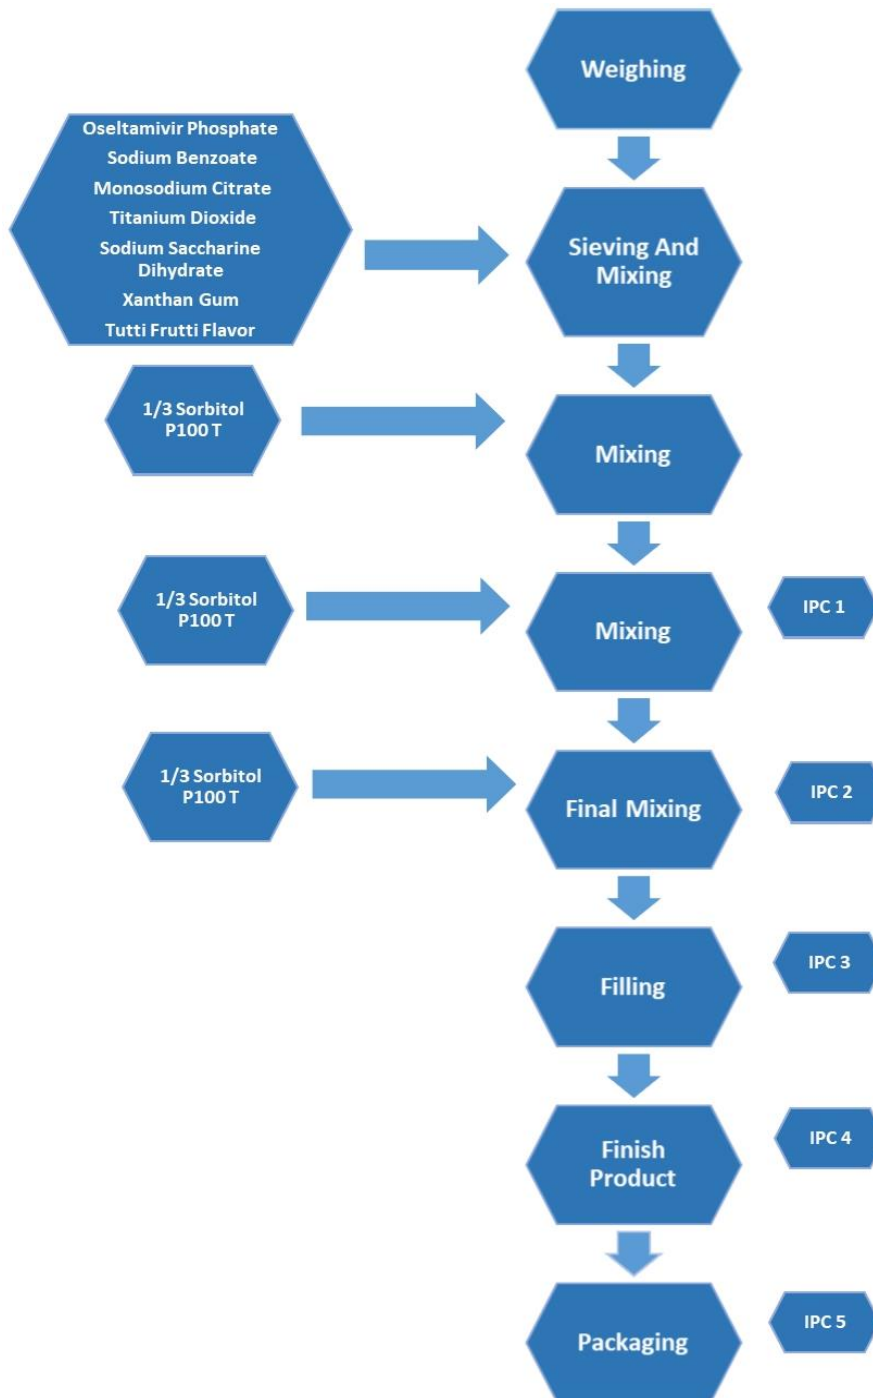 Weighing
Oseltamivir Phosphate
Sodium Benzoate
Monosodium Citrate
Titanium Dioxide
Sodium Saccharine
Dihydrate
Xanthan Gum
Tutti Frutti Flavor
Sieving And
Mixing
1/3 Sorbitol
P100 T
Mixing
1/3 Sorbitol
P100 T
Mixing
IPC 1
1/3 Sorbitol
P100 T
Final Mixing
IPC 2
Filling
IPC 3
Finish
Product
IPC 4
Packaging
IPC 5